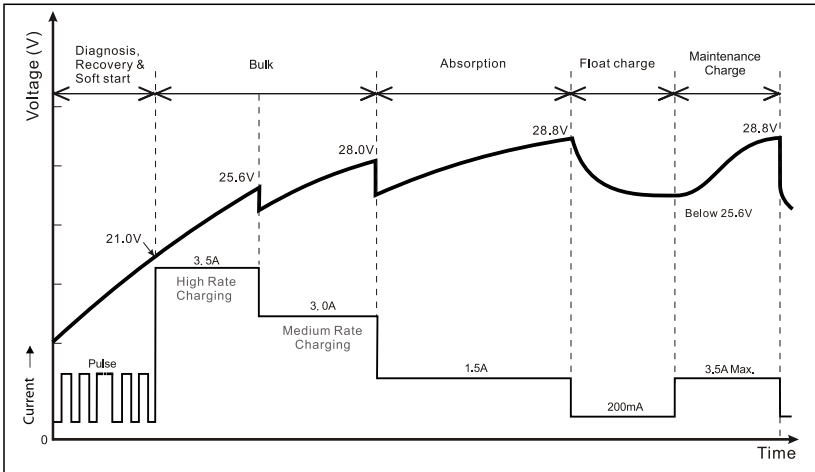 Voltage (V)
Diagnosis,
Recovery &
Soft start
Bulk
Absorption
Float charge
Maintenance
Charge
21.0V
25.6V
28.0V
28.8V
28.8V
Below 25.6V
3.5A
High Rate
Charging
3.0A
Medium Rate
Charging
Pulse
1.5A
200mA
3.5A Max.
Current →
0
Time